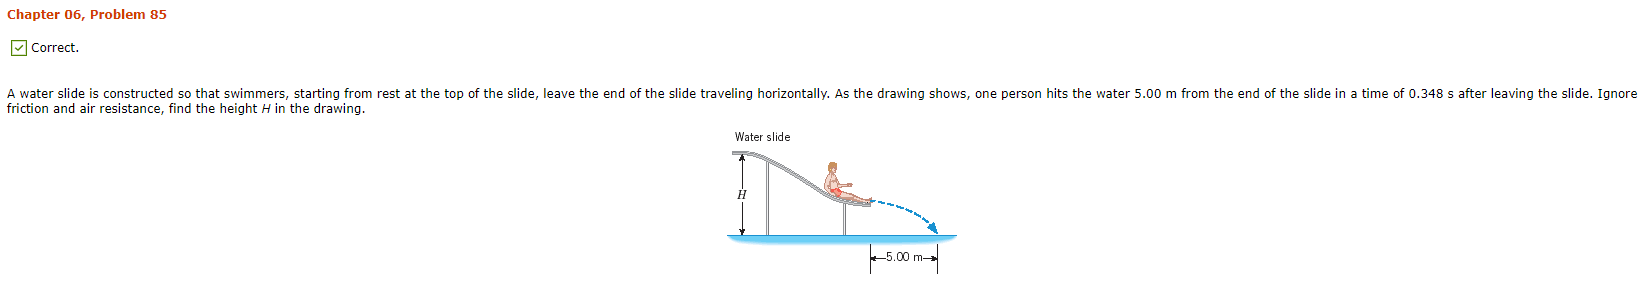 Chapter 06, Problem 85
Correct.
A water slide is constructed so that swimmers, starting from rest at the top of the slide, leave the end of the slide traveling horizontally. As the drawing shows, one person hits the water 5.00 m from the end of the slide in a time of 0.348 s after leaving the slide. Ignore
friction and air resistance, find the height H in the drawing.
Water slide
H
5.00 m